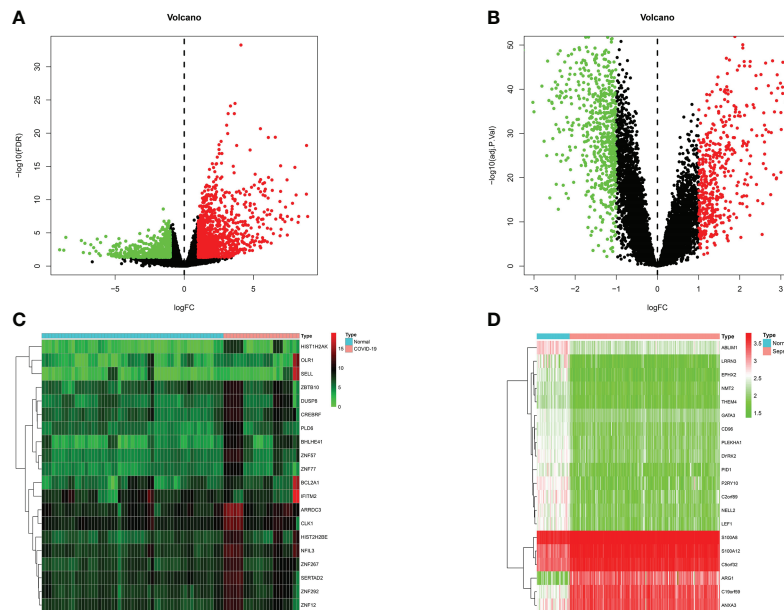 A
Volcano
−log10(FDR)
30
25
20
15
10
5
0
−5
0
5
logFC
B
Volcano
−log10(adj.P.Val)
50
40
30
20
10
0
−3
−2
−1
0
1
2
3
logFC
C
Type
HIST1H2AK
OLR1
SELL
ZBTB10
DUSP8
CREBRF
PLD6
BHLHE41
ZNF57
ZNF77
BCL2A1
IFITM2
ARRDC3
CLK1
HIST2H2BE
NFIL3
ZNF267
SERTAD2
ZNF292
ZNF12
Type
Normal
COVID-19
15
10
5
0
D
Type
ABLIM1
LRRN3
EPHX2
NMT2
THEM4
GATA3
CD96
PLEKHA1
DYRK2
PID1
P2RY10
C2orf89
NELL2
LEF1
S100A12
C5orf32
ARG1
C19orf59
ANXA3
Type
3.5
3
2.5
2
1.5